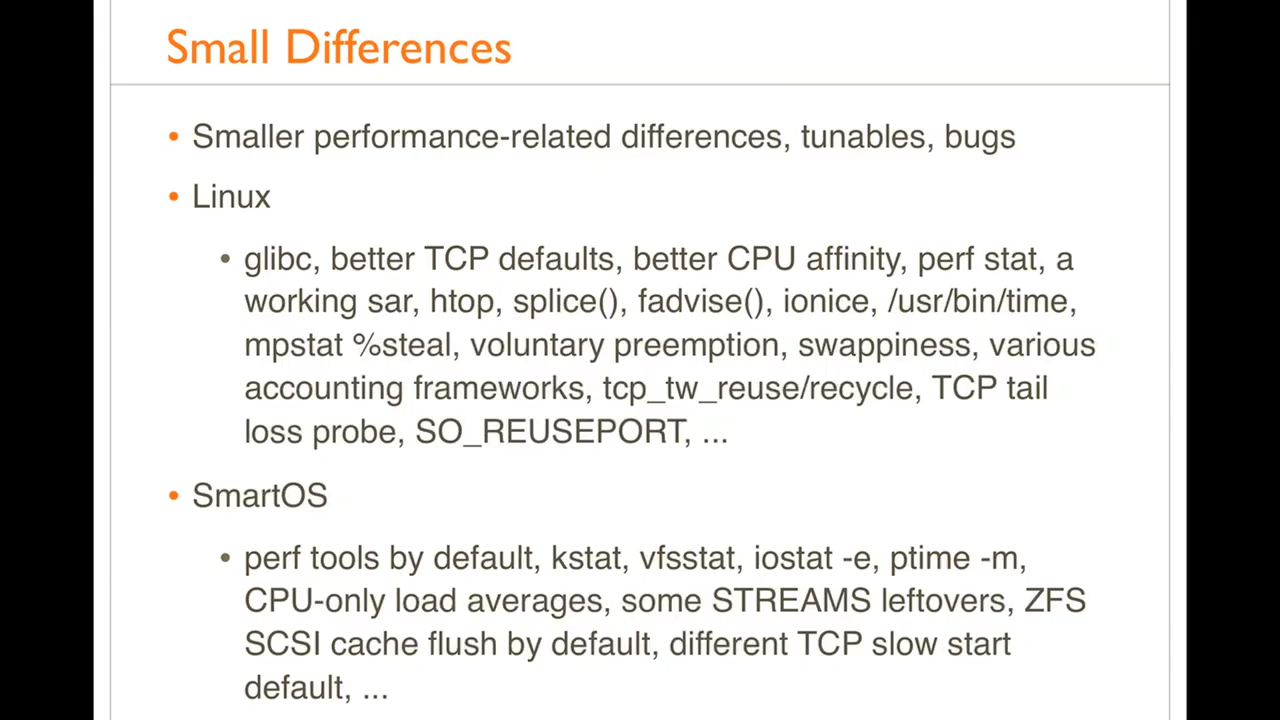 Small Differences
• Smaller performance-related differences, tunables, bugs
• Linux
• glibc, better TCP defaults, better CPU affinity, perf stat, a
working sar, htop, splice(), fadvise(), ionice, /usr/bin/time,
mpstat %steal, voluntary preemption, swappiness, various
accounting frameworks, tcp_tw_reuse/recycle, TCP tail
loss probe, SO_REUSEPORT, ...
• SmartOS
• perf tools by default, kstat, vfsstat, iostat -e, ptime -m,
CPU-only load averages, some STREAMS leftovers, ZFS
SCSI cache flush by default, different TCP slow start
default, ...